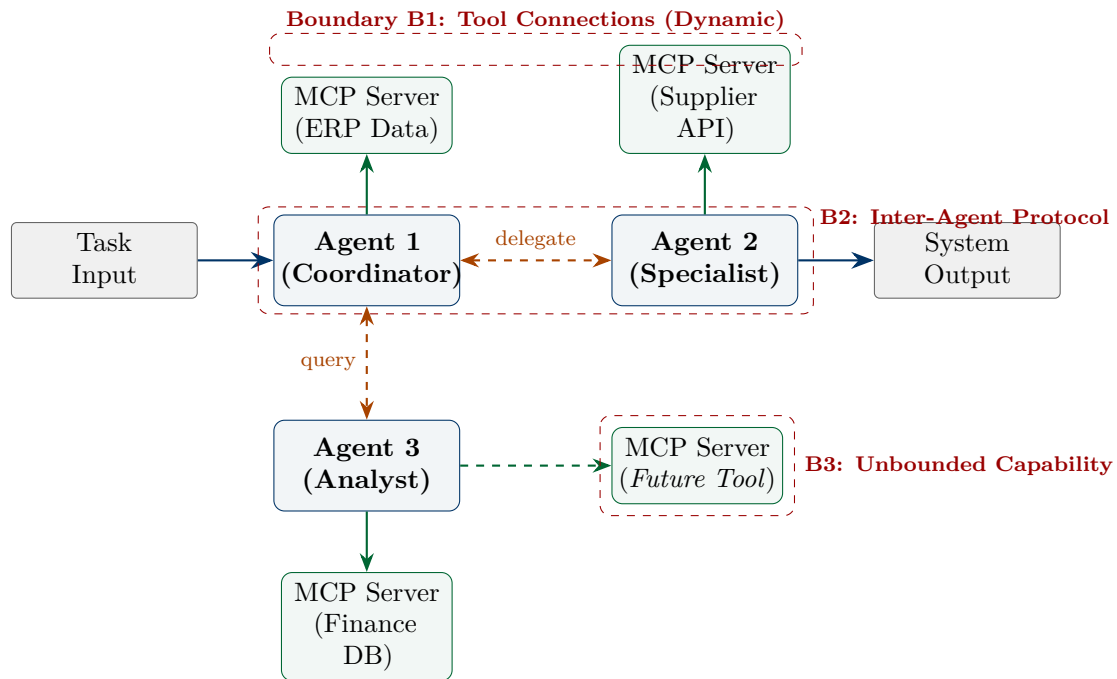 Boundary B1: Tool Connections (Dynamic)
MCP Server
(ERP Data)
MCP Server
(Supplier
API)
B2: Inter-Agent Protocol
Task
Input
Agent 1
(Coordinator)
delegate
Agent 2
(Specialist)
System
Output
query
Agent 3
(Analyst)
MCP Server
(Future Tool)
B3: Unbounded Capability
MCP Server
(Finance
DB)